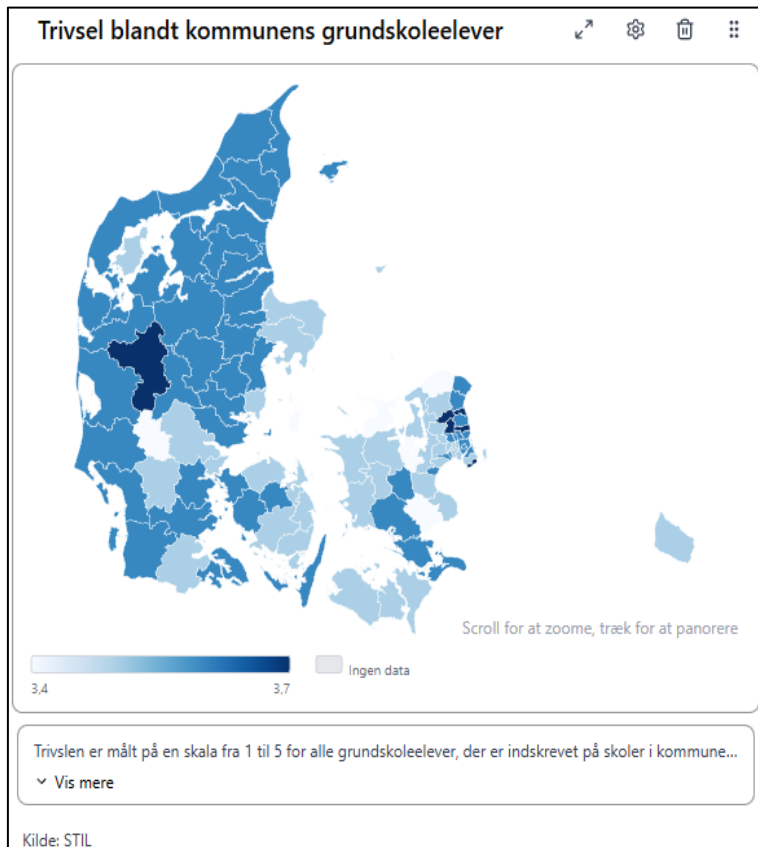 Trivsel blandt kommunens grundskoleelever
Scroll for at zoome, træk for at panorere
3,4
3,7
Ingen data
Trivslen er målt på en skala fra 1 til 5 for alle grundskoleelever, der er indskrevet på skoler i kommune...
Vis mere
Kilde: STIL